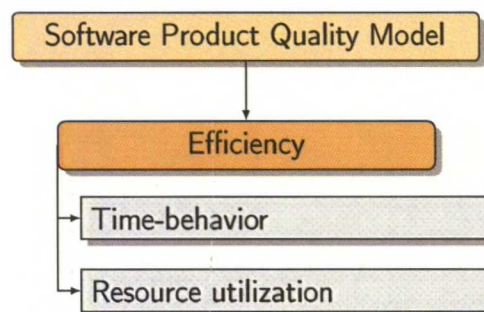 Software Product Quality Model
Efficiency
Time-behavior
Resource utilization